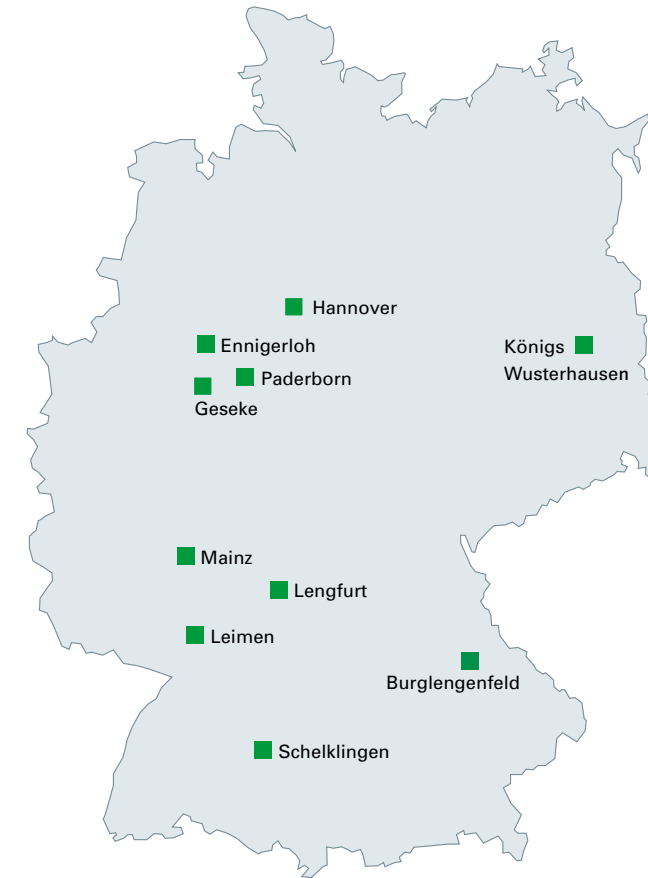 Hannover
Ennigerloh
Königs
Wusterhausen
Paderborn
Geseke
Mainz
Lengfurt
Leimen
Burglengenfeld
Schelklingen